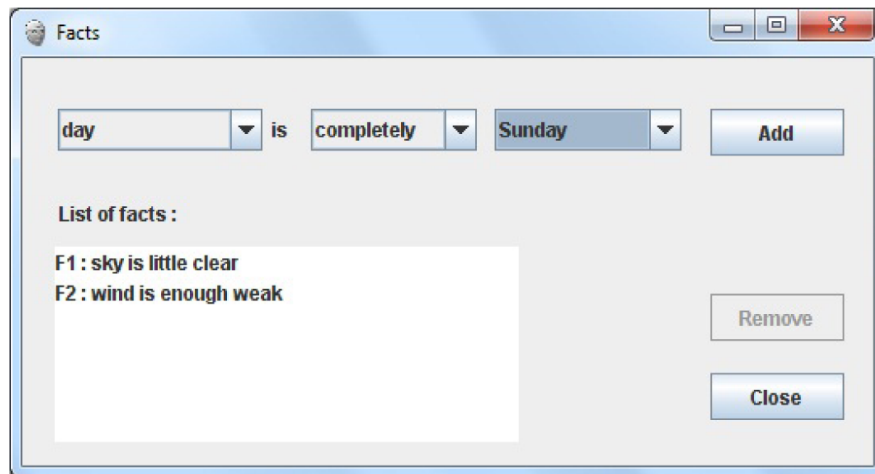 Facts
day is completely Sunday Add
List of facts :
F1 : sky is little clear
F2 : wind is enough weak
Remove
Close